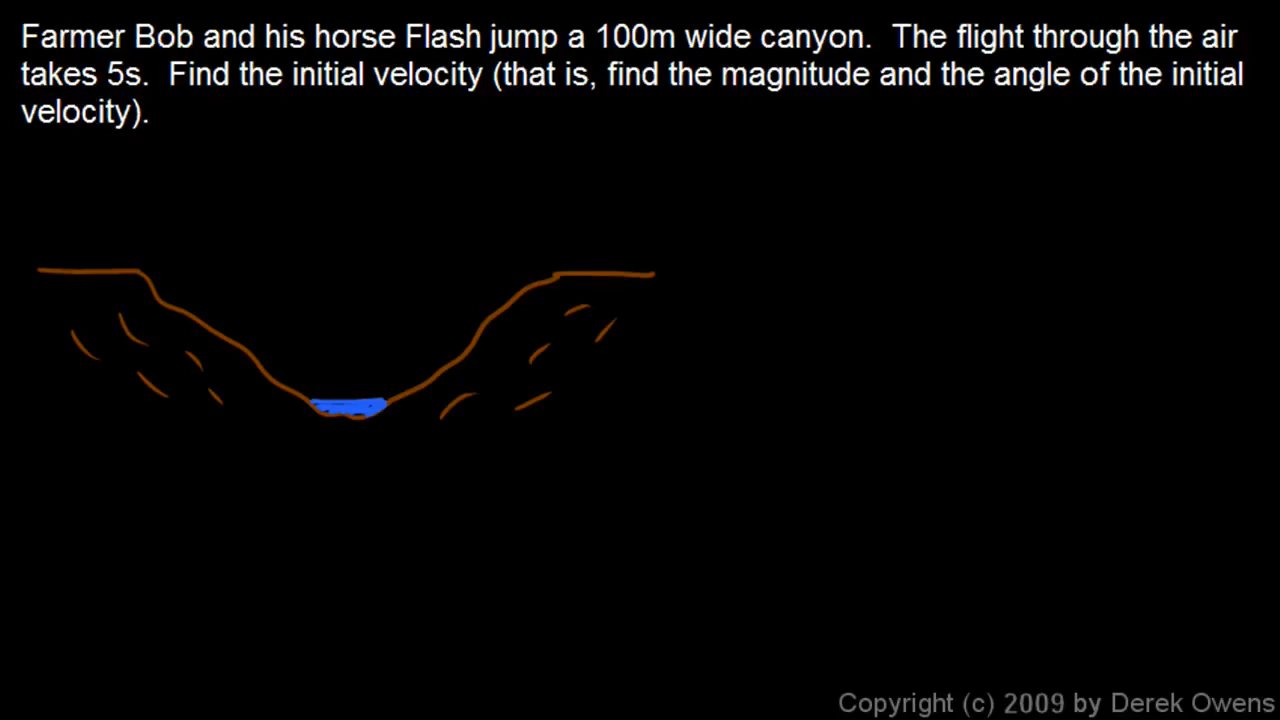 Farmer Bob and his horse Flash jump a 100m wide canyon.  The flight through the air
takes 5s.  Find the initial velocity (that is, find the magnitude and the angle of the initial
velocity).
Copyright (c) 2009 by Derek Owens